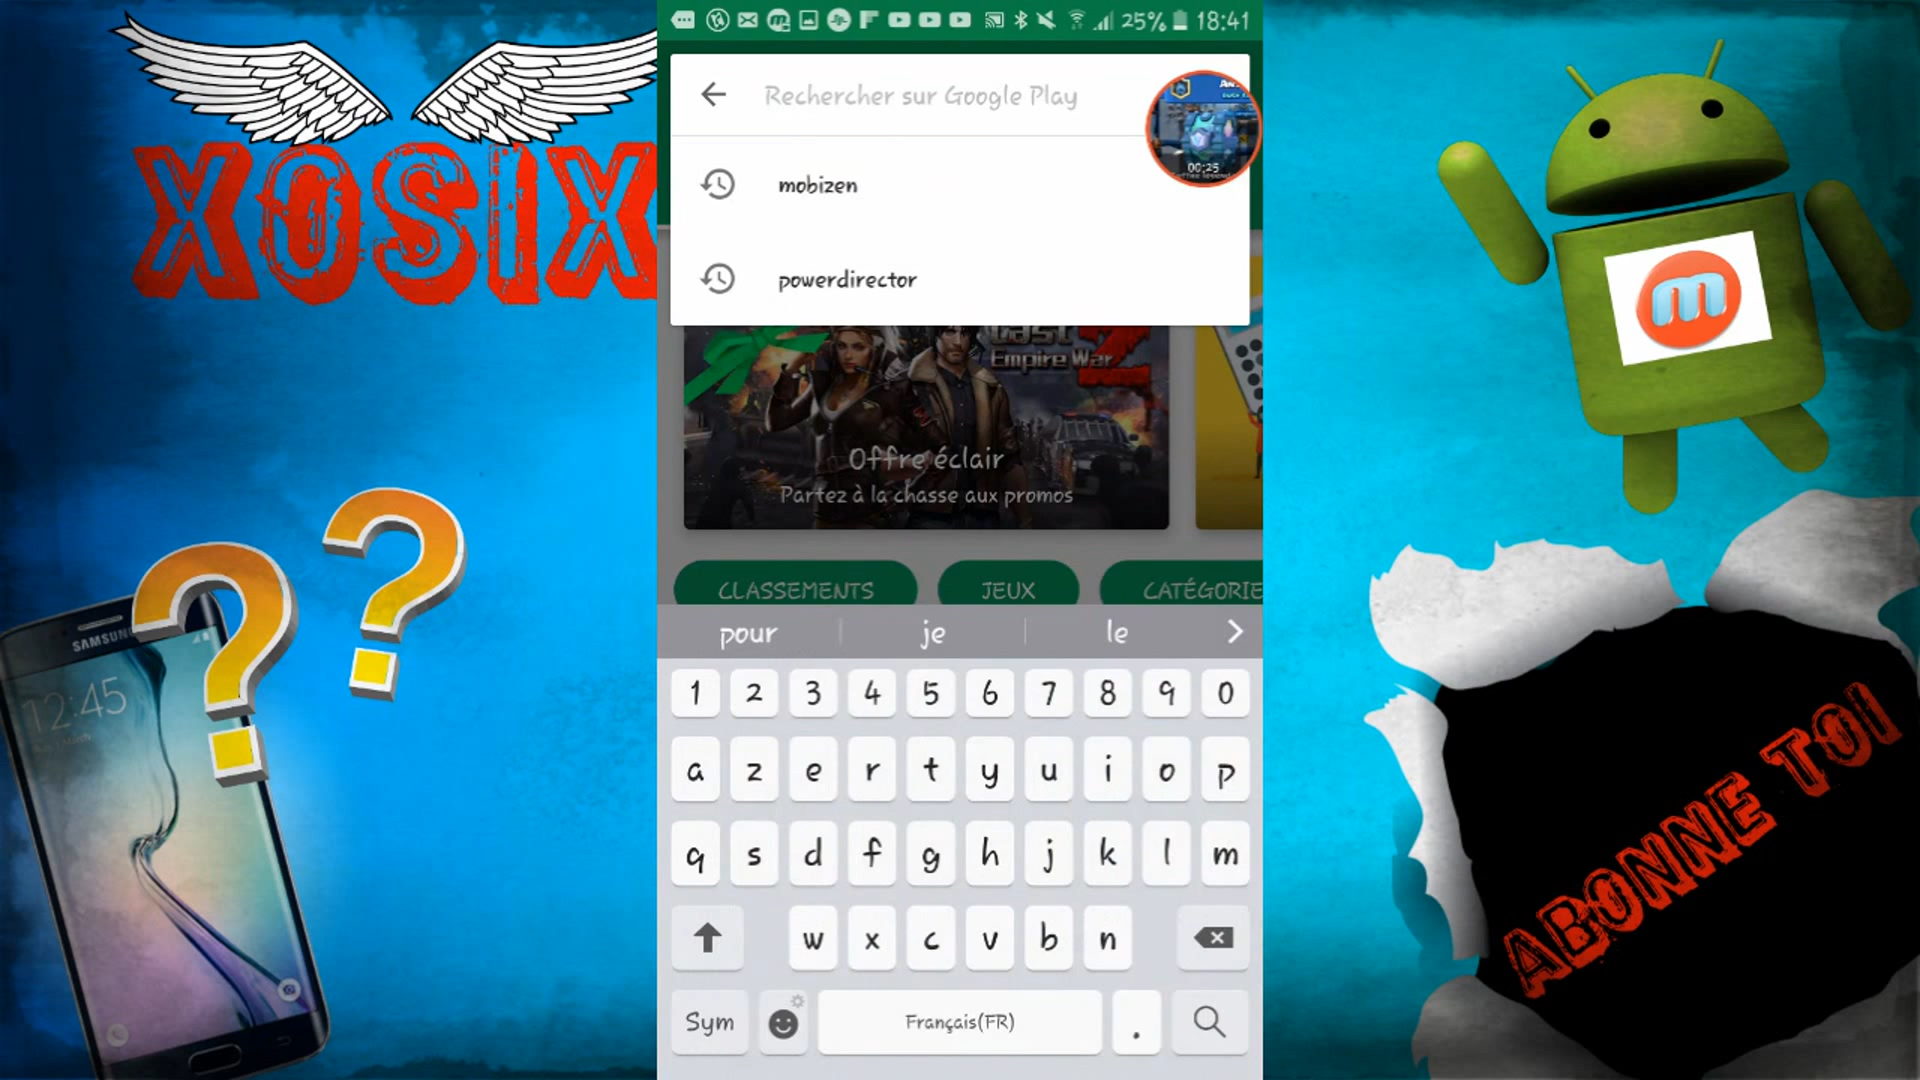 25% 18:41
Rechercher sur Google Play
00:25
mobizen
powerdirector
XOSIX
Last
Empire War Z
Offre éclair
Partez à la chasse aux promos
CLASSEMENTS JEUX CATÉGORIE
pour je le
1 2 3 4 5 6 7 8 9 0
a z e r t y u i o p
q s d f g h j k l m
w x c v b n
Sym Français(FR) .
SAMSUNG
12:45
m
ABONNE TOI